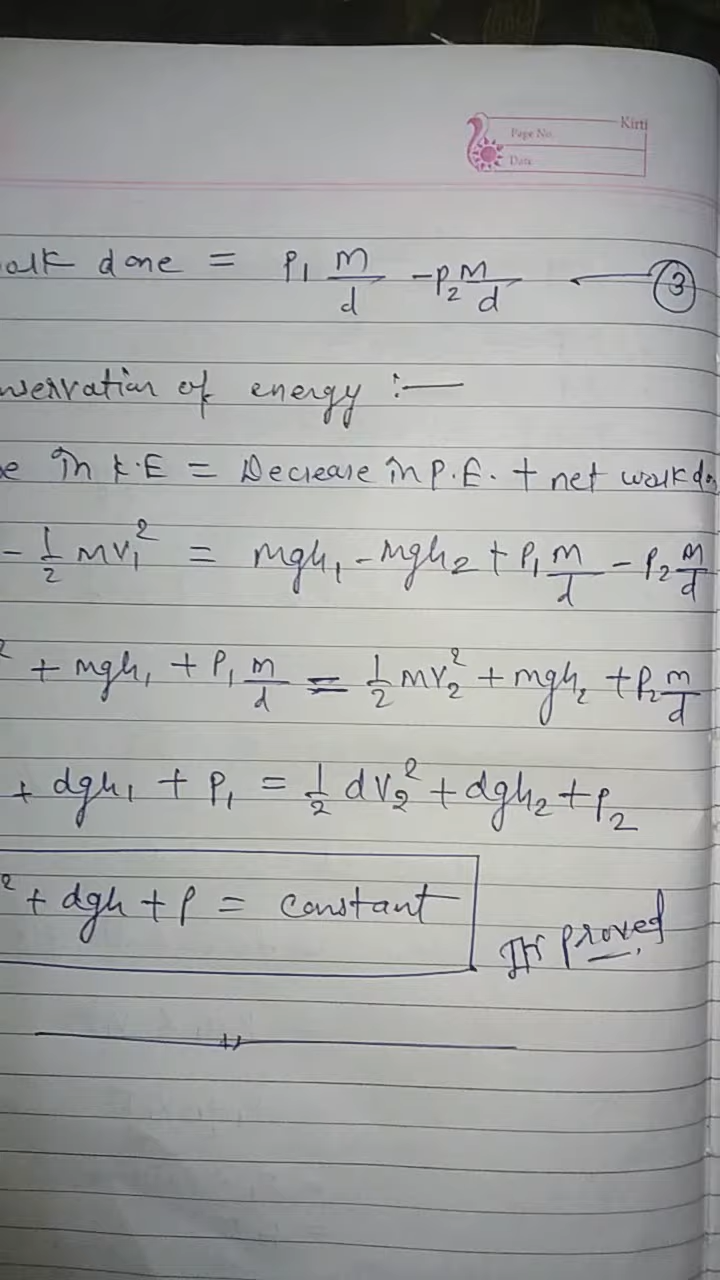 Kirti
Page No.
Date
ork done = P₁ m/d - P₂ m/d ③
nservation of energy :—
e in K.E = Decrease in P.E. + net work do
- 1/2 mv₁² = mgh₁ - mgh₂ + P₁ m/d - P₂ m/d
² + mgh₁ + P₁ m/d = 1/2 mv₂² + mgh₂ + P₂ m/d
+ dgh₁ + P₁ = 1/2 dv₂² + dgh₂ + P₂
² + dgh + P = constant
proved